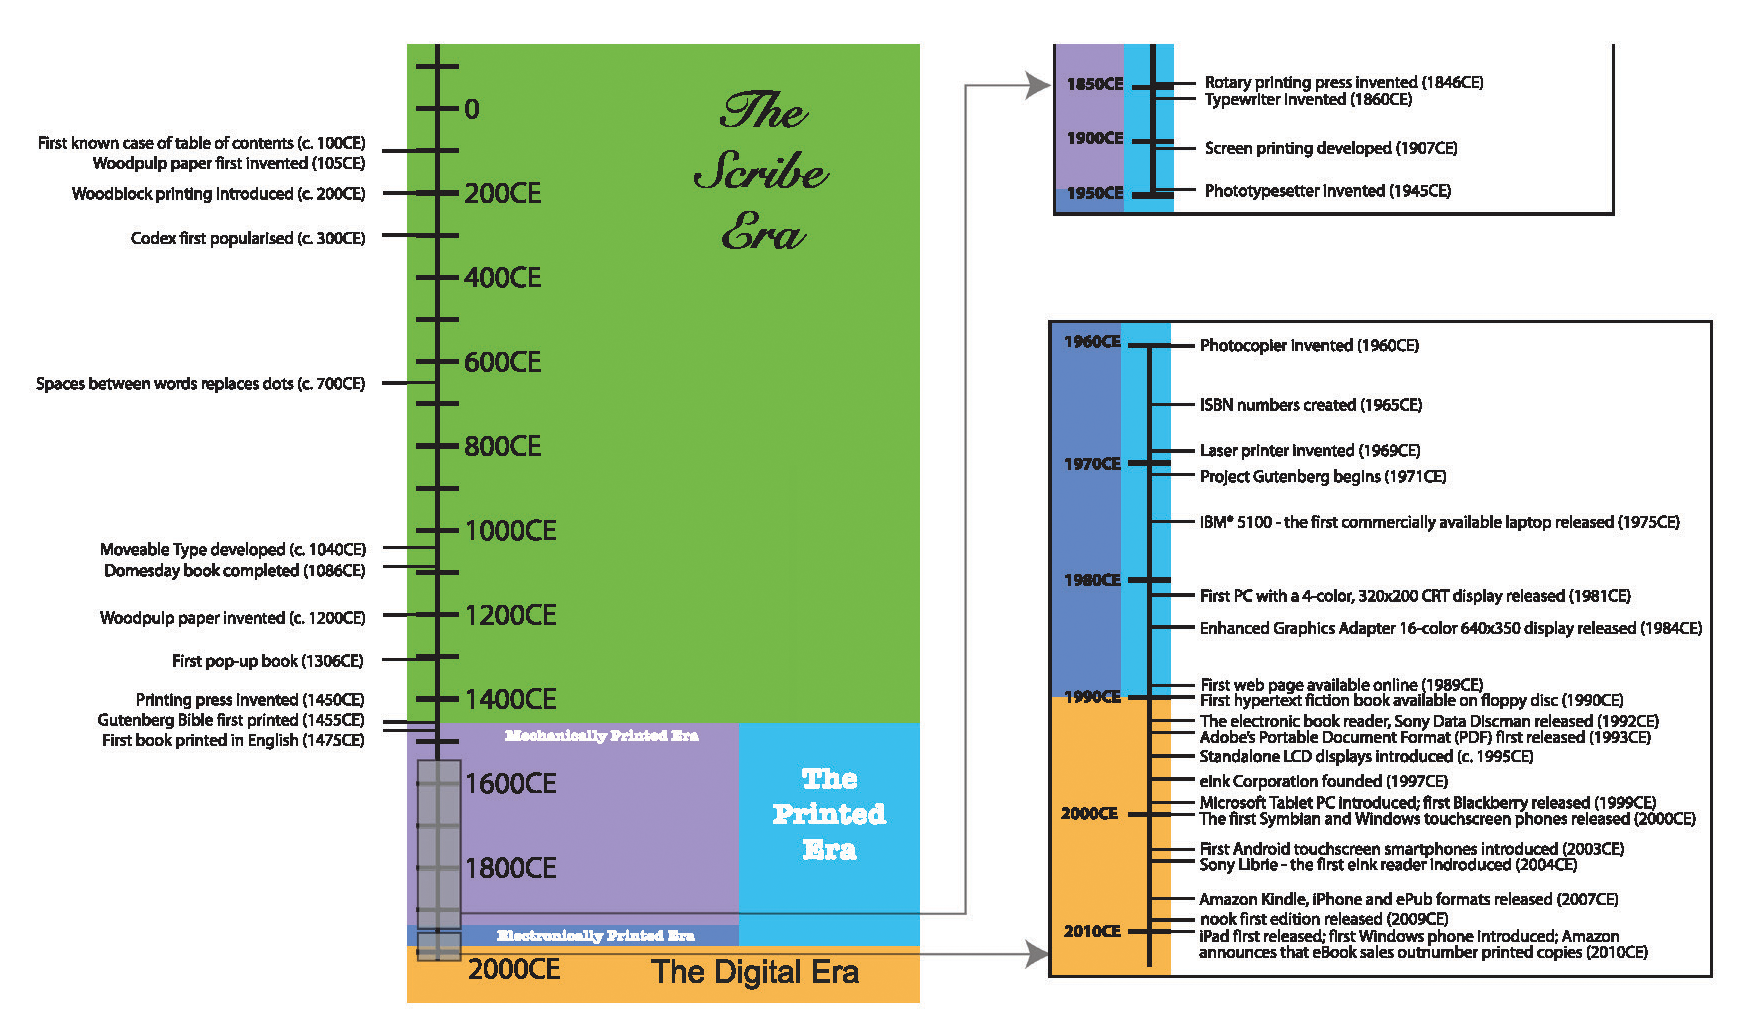 First known case of table of contents (c. 100CE)
Woodpulp paper first invented (105CE)
Woodblock printing introduced (c. 200CE)
Codex first popularised (c. 300CE)
Spaces between words replaces dots (c. 700CE)
Moveable Type developed (c. 1040CE)
Domesday book completed (1086CE)
Woodpulp paper invented (c. 1200CE)
First pop-up book (1306CE)
Printing press invented (1450CE)
Gutenberg Bible first printed (1455CE)
First book printed in English (1475CE)
0
200CE
400CE
600CE
800CE
1000CE
1200CE
1400CE
1600CE
1800CE
2000CE
The
Scribe
Era
Mechanically Printed Era
The
Printed
Era
Electronically Printed Era
The Digital Era
1850CE
1900CE
1950CE
Rotary printing press invented (1846CE)
Typewriter invented (1860CE)
Screen printing developed (1907CE)
Phototypesetter invented (1945CE)
1960CE
1970CE
1980CE
1990CE
2000CE
2010CE
Photocopier invented (1960CE)
ISBN numbers created (1965CE)
Laser printer invented (1969CE)
Project Gutenberg begins (1971CE)
IBM® 5100 - the first commercially available laptop released (1975CE)
First PC with a 4-color, 320x200 CRT display released (1981CE)
Enhanced Graphics Adapter 16-color 640x350 display released (1984CE)
First web page available online (1989CE)
First hypertext fiction book available on floppy disc (1990CE)
The electronic book reader, Sony Data Discman released (1992CE)
Adobe's Portable Document Format (PDF) first released (1993CE)
Standalone LCD displays introduced (c. 1995CE)
eInk Corporation founded (1997CE)
Microsoft Tablet PC introduced; first Blackberry released (1999CE)
The first Symbian and Windows touchscreen phones released (2000CE)
First Android touchscreen smartphones introduced (2003CE)
Sony Librie - the first eInk reader indroduced (2004CE)
Amazon Kindle, iPhone and ePub formats released (2007CE)
nook first edition released (2009CE)
iPad first released; first Windows phone introduced; Amazon
announces that eBook sales outnumber printed copies (2010CE)